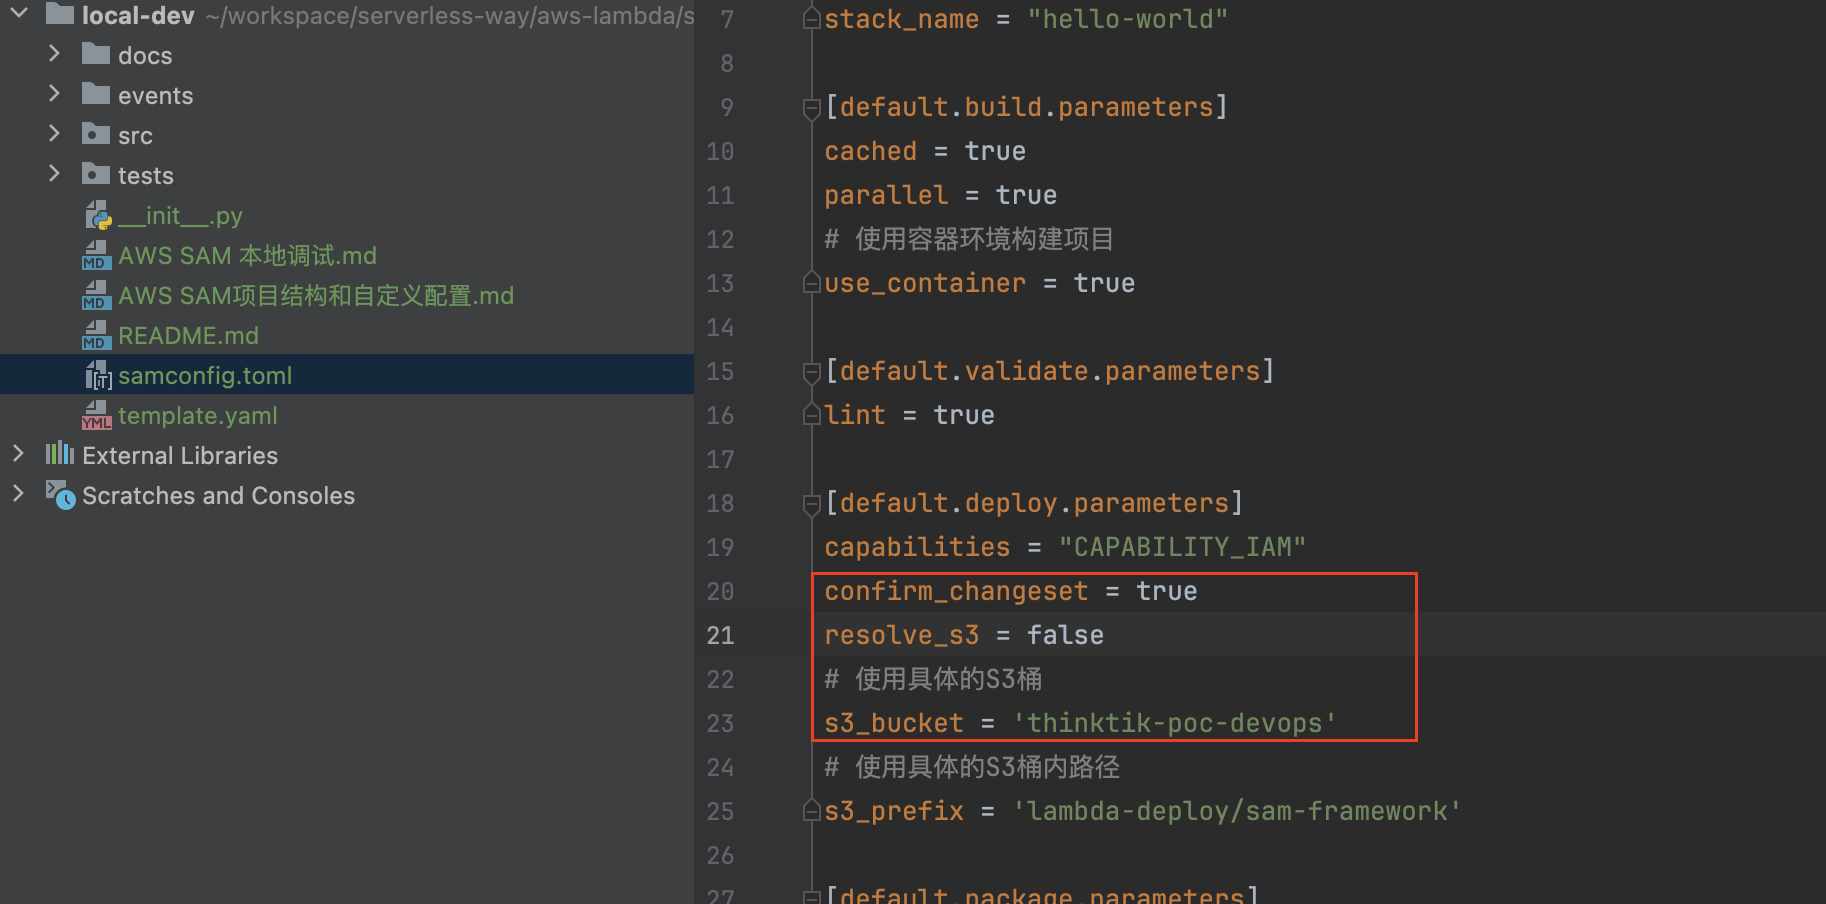 local-dev ~/workspace/serverless-way/aws-lambda/s
docs
events
src
tests
__init__.py
AWS SAM 本地调试.md
AWS SAM项目结构和自定义配置.md
README.md
samconfig.toml
template.yaml
External Libraries
Scratches and Consoles
7 stack_name = "hello-world"
8
9 [default.build.parameters]
10 cached = true
11 parallel = true
12 # 使用容器环境构建项目
13 use_container = true
14
15 [default.validate.parameters]
16 lint = true
17
18 [default.deploy.parameters]
19 capabilities = "CAPABILITY_IAM"
20 confirm_changeset = true
21 resolve_s3 = false
22 # 使用具体的S3桶
23 s3_bucket = 'thinktik-poc-devops'
24 # 使用具体的S3桶内路径
25 s3_prefix = 'lambda-deploy/sam-framework'
26
27 [default.package.parameters]